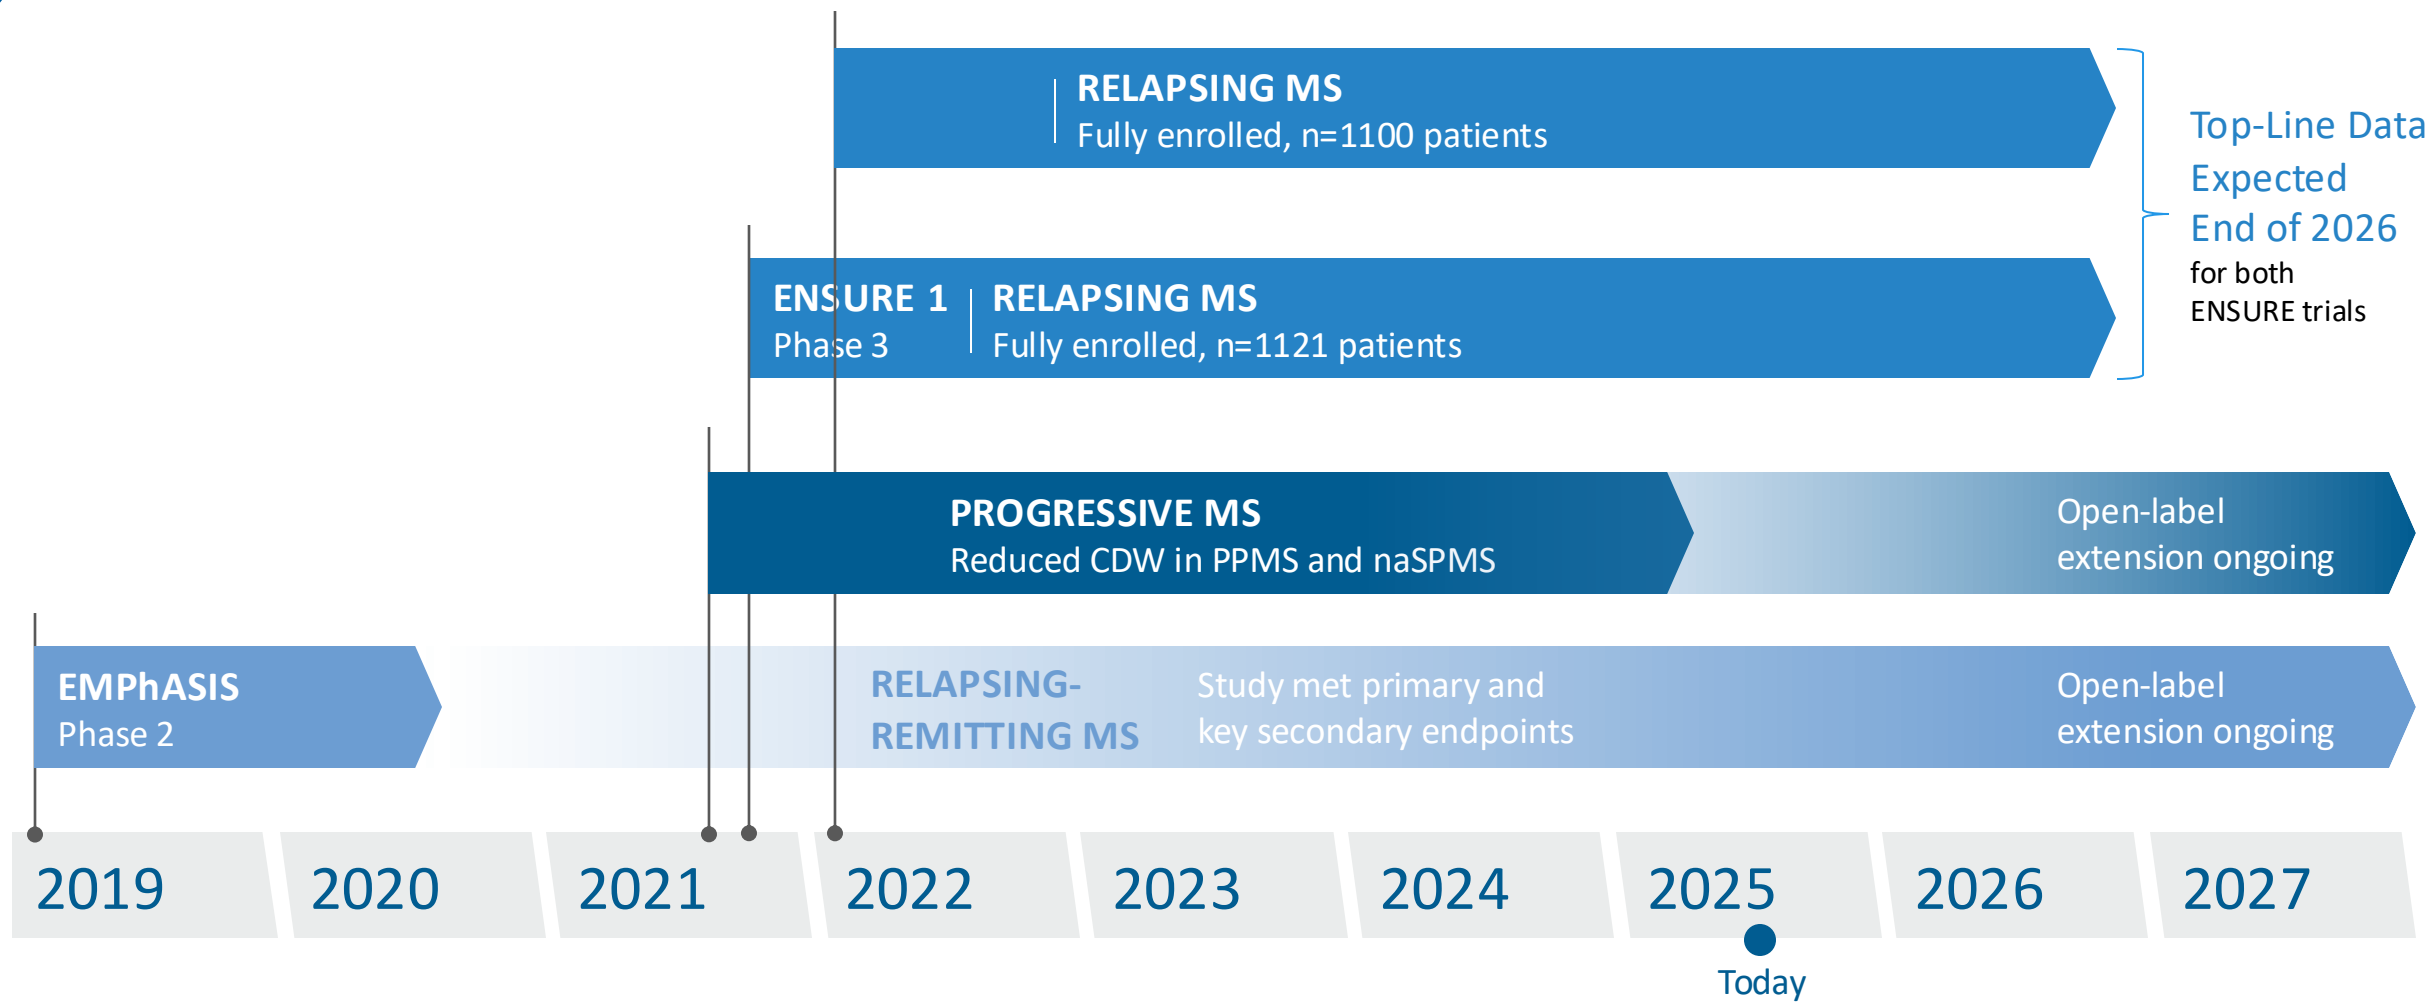 RELAPSING MS
Fully enrolled, n=1100 patients
Top-Line Data
Expected
End of 2026
for both
ENSURE trials
ENSURE 1
Phase 3
RELAPSING MS
Fully enrolled, n=1121 patients
PROGRESSIVE MS
Reduced CDW in PPMS and naSPMS
Open-label
extension ongoing
EMPhASIS
Phase 2
RELAPSING-
REMITTING MS
Study met primary and
key secondary endpoints
Open-label
extension ongoing
2019 2020 2021 2022 2023 2024 2025 2026 2027
Today